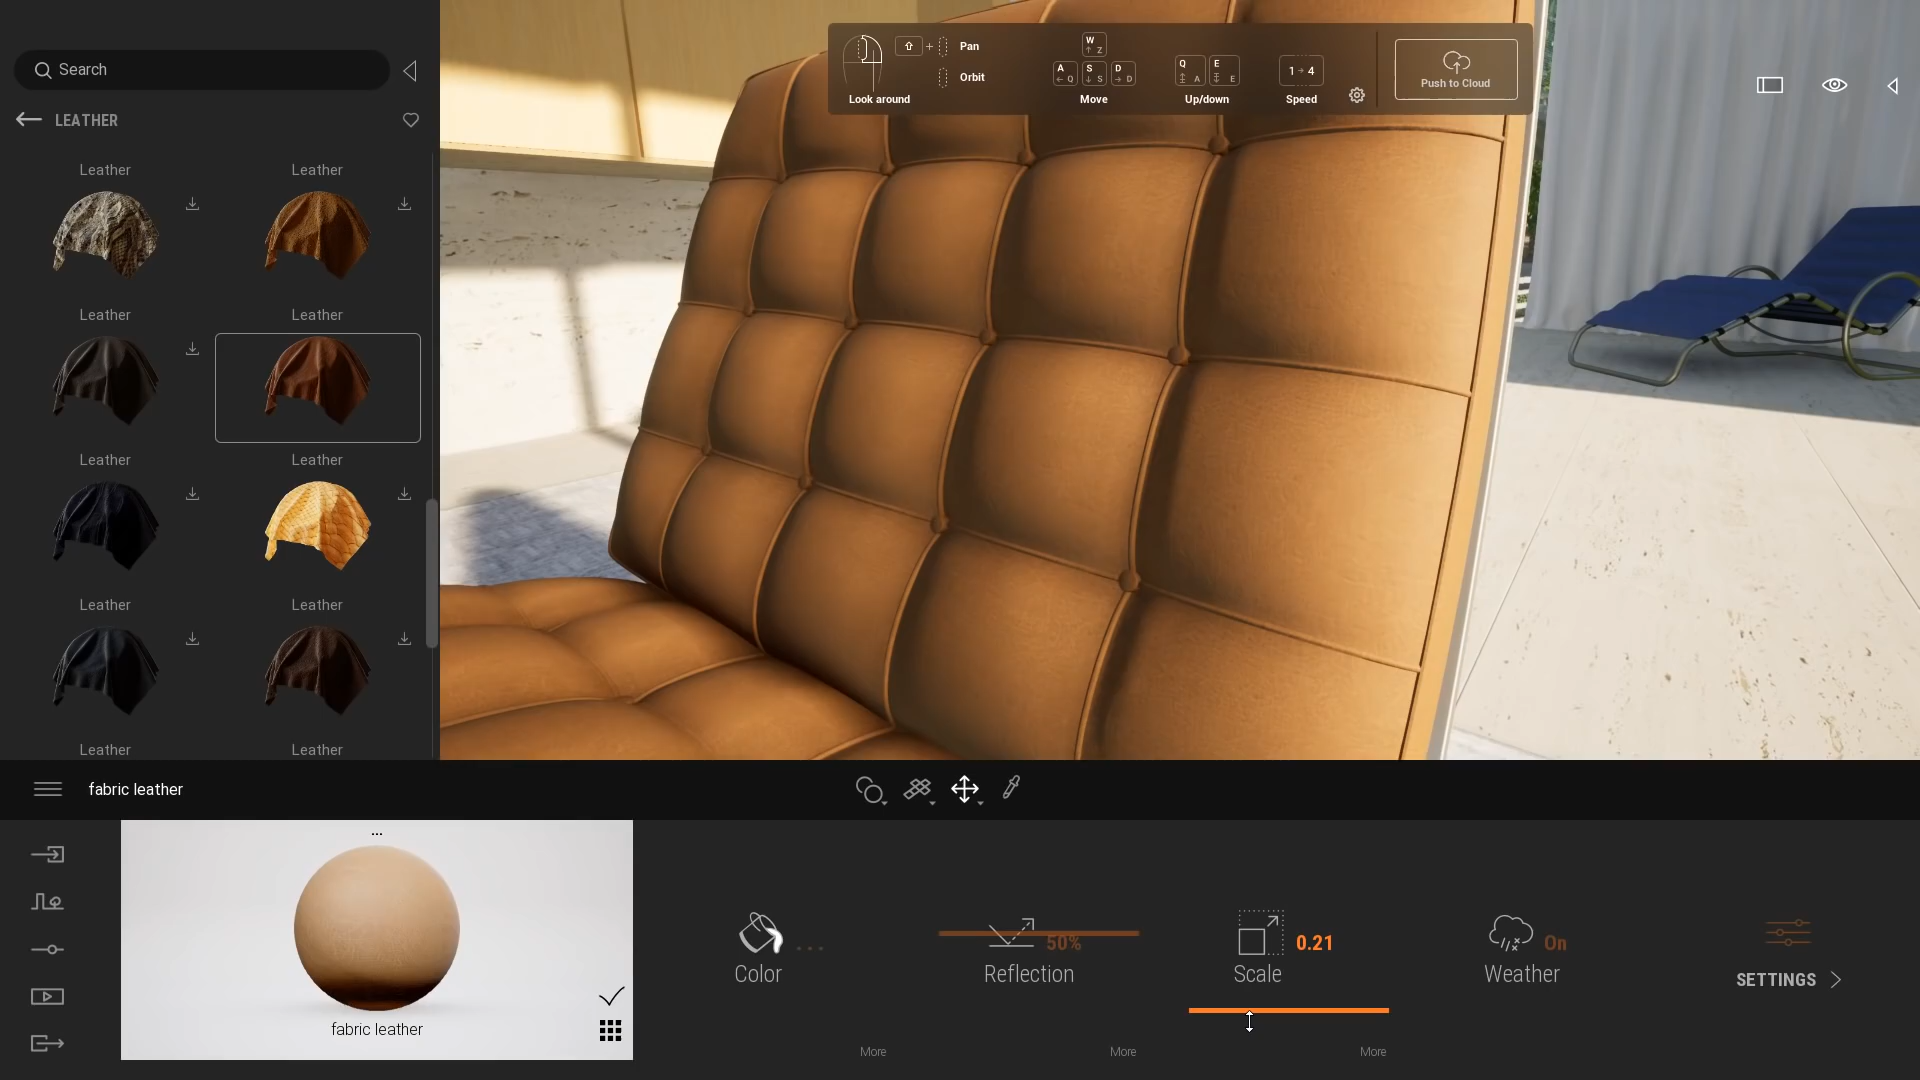 Search
LEATHER
Leather
Leather
Leather
Leather
Leather
Leather
Leather
Leather
Leather
Leather
Pan
Orbit
Look around
W
Z
A
Q
S
S
D
D
Move
Q
A
E
E
Up/down
1 4
Speed
Push to Cloud
fabric leather
...
fabric leather
Color
...
50%
Reflection
0.21
Scale
On
Weather
SETTINGS
More
More
More